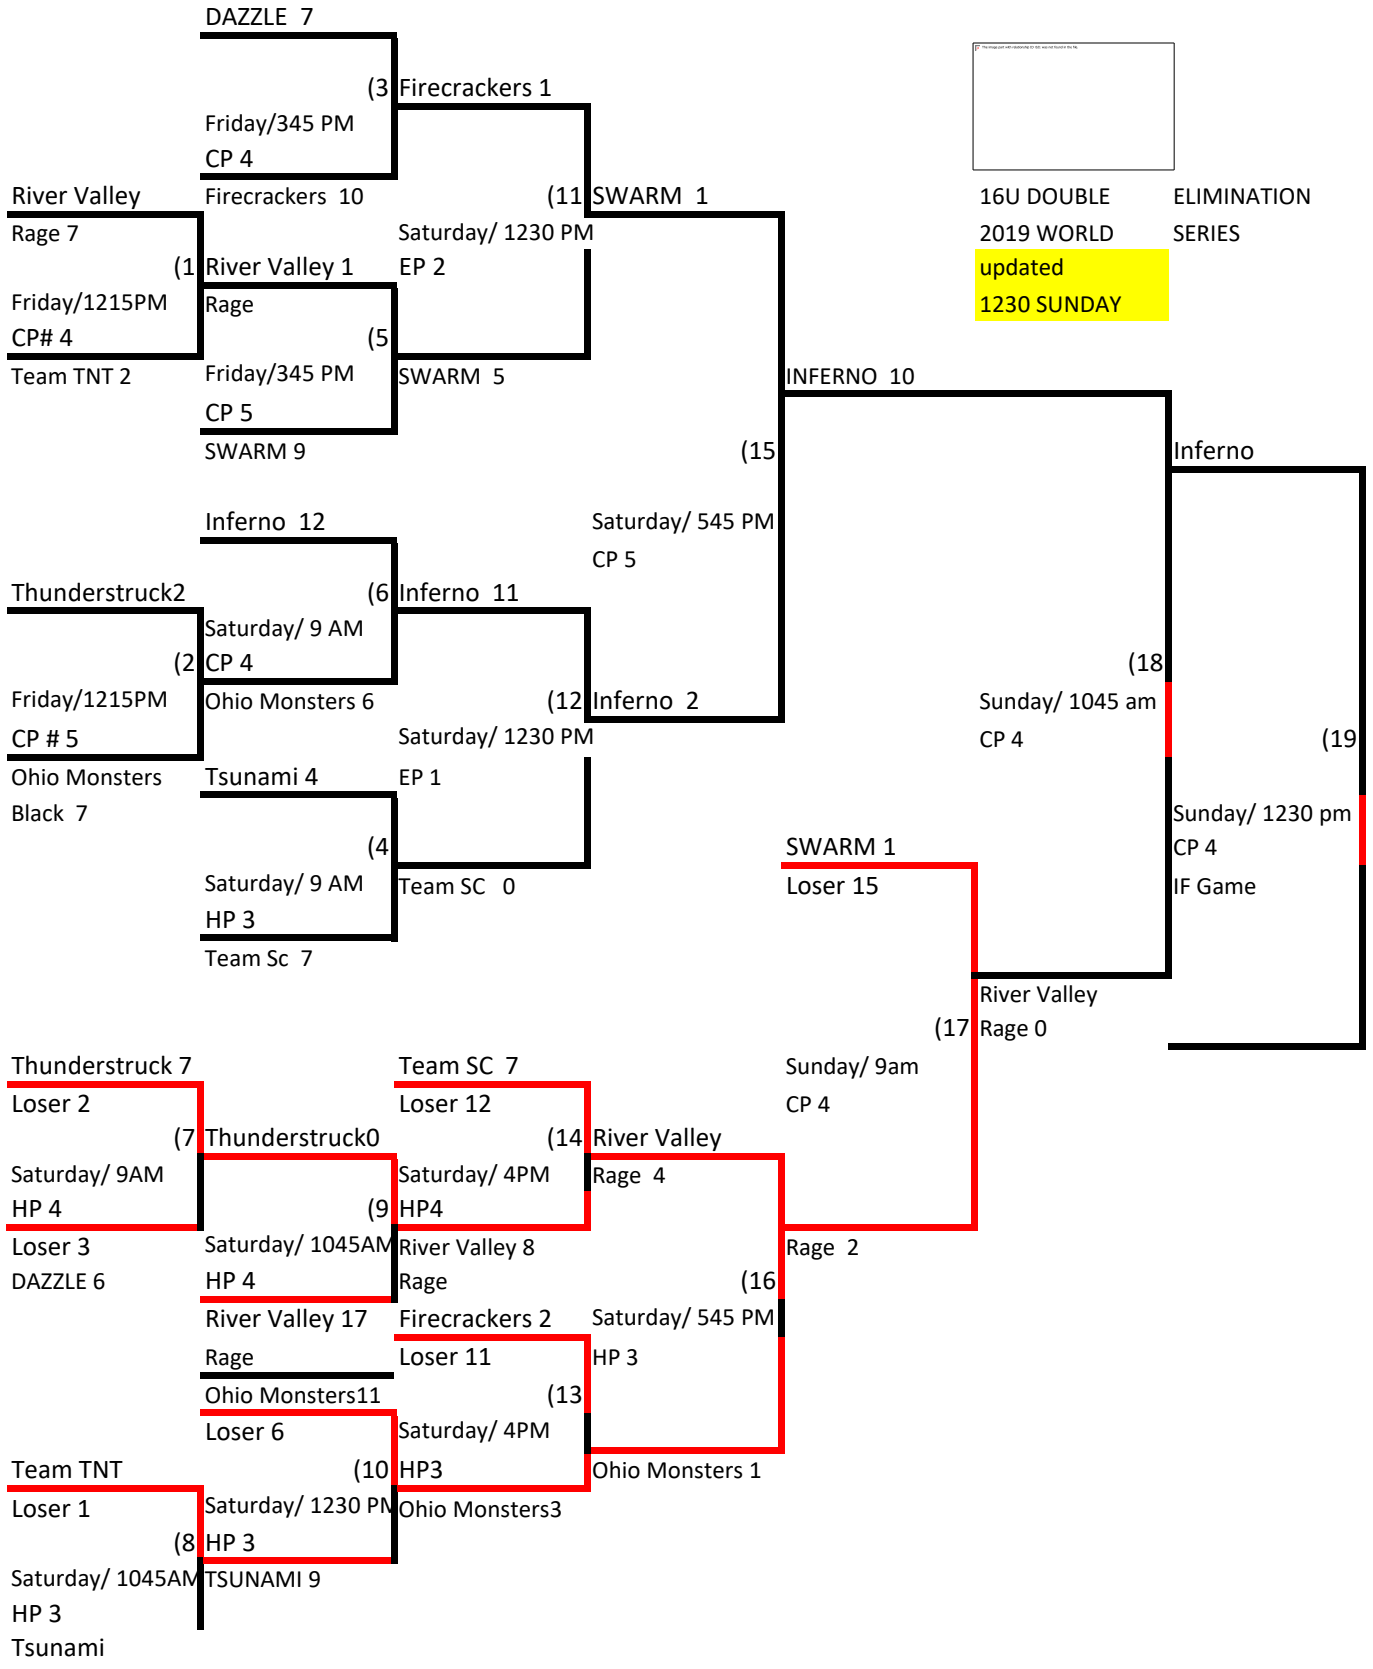 DAZZLE 7
(3 Firecrackers 1
Friday/345 PM
CP 4
Firecrackers 10
River Valley
Rage 7
(1 River Valley 1
Rage
Friday/1215PM
CP# 4
Team TNT 2
(5
Friday/345 PM
CP 5
SWARM 9
(11 SWARM 1
Saturday/ 1230 PM
EP 2
SWARM 5
16U DOUBLE ELIMINATION
2019 WORLD SERIES
updated
1230 SUNDAY
INFERNO 10
(15
Saturday/ 545 PM
CP 5
Inferno
Inferno 12
Thunderstruck2
(6 Inferno 11
Saturday/ 9 AM
(2 CP 4
Friday/1215PM
Ohio Monsters 6
CP # 5
Ohio Monsters
Black 7
(12 Inferno 2
Saturday/ 1230 PM
EP 1
Tsunami 4
(4
Saturday/ 9 AM
HP 3
Team Sc 7
Team SC 0
(18
Sunday/ 1045 am
CP 4
(19
Sunday/ 1230 pm
CP 4
IF Game
SWARM 1
Loser 15
River Valley
(17 Rage 0
Sunday/ 9am
CP 4
Thunderstruck 7
Loser 2
(7 Thunderstruck0
Saturday/ 9AM
HP 4
Loser 3
DAZZLE 6
Team SC 7
Loser 12
(14 River Valley
Rage 4
Saturday/ 4PM
(9 HP4
Saturday/ 1045AM
River Valley 8
HP 4
Rage
River Valley 17
Rage
Rage 2
(16
Saturday/ 545 PM
HP 3
Firecrackers 2
Loser 11
(13
Ohio Monsters11
Loser 6
Saturday/ 4PM
(10 HP3
Ohio Monsters 1
Team TNT
Loser 1
Saturday/ 1230 PM
Ohio Monsters3
(8 HP 3
Saturday/ 1045AM
TSUNAMI 9
HP 3
Tsunami